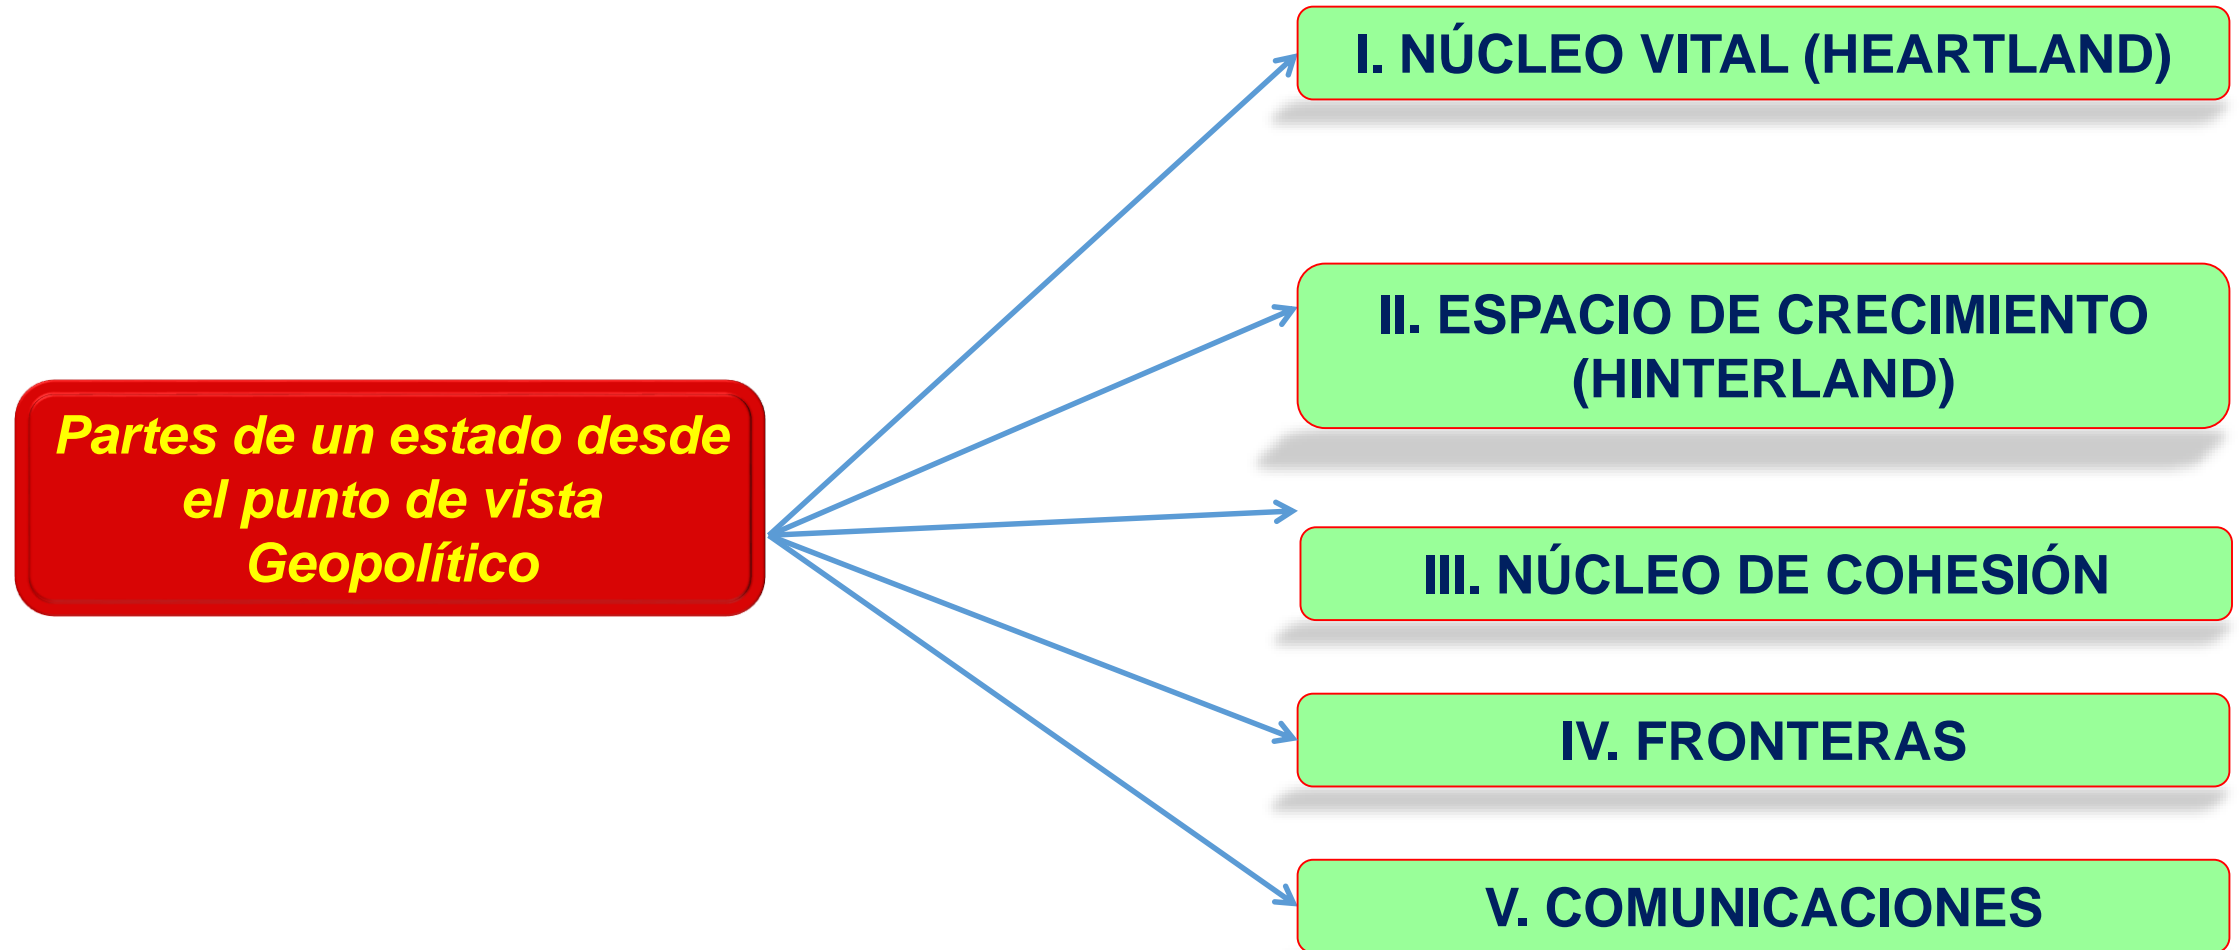 I. NÚCLEO VITAL (HEARTLAND)
II. ESPACIO DE CRECIMIENTO
(HINTERLAND)
Partes de un estado desde
el punto de vista
Geopolítico
III. NÚCLEO DE COHESIÓN
IV. FRONTERAS
V. COMUNICACIONES